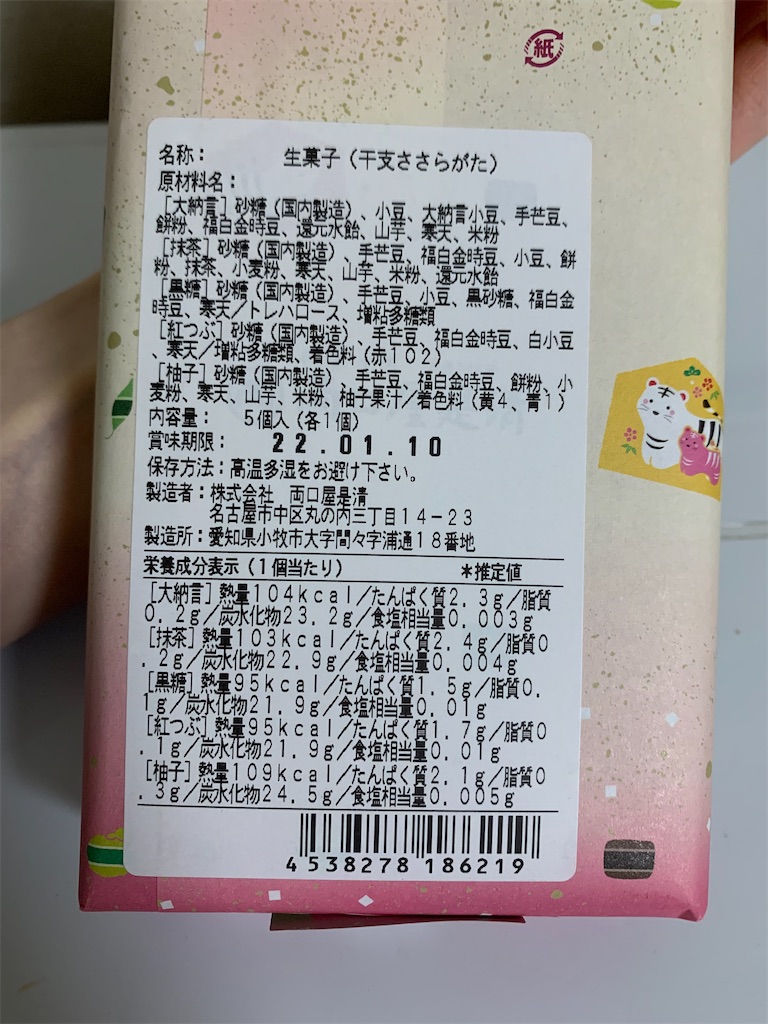 紙
名称： 生菓子（干支ささらがた）
原材料名：
［大納言］砂糖（国内製造）、小豆、大納言小豆、手芒豆、
餅粉、福白金時豆、還元水飴、山芋、寒天、米粉
［抹茶］砂糖（国内製造）、手芒豆、福白金時豆、小豆、餅
粉、抹茶、小麦粉、寒天、山芋、米粉、還元水飴
［黒糖］砂糖（国内製造）、手芒豆、小豆、黒砂糖、福白金
時豆、寒天／トレハロース、増粘多糖類
［紅つぶ］砂糖（国内製造）、手芒豆、福白金時豆、白小豆
、寒天／増粘多糖類、着色料（赤１０２）
［柚子］砂糖（国内製造）、手芒豆、福白金時豆、餅粉、小
麦粉、寒天、山芋、米粉、柚子果汁／着色料（黄４、青１）
内容量： ５個入（各１個）
賞味期限： 22.01.10
保存方法：高温多湿をお避け下さい。
製造者：株式会社 両口屋是清
名古屋市中区丸の内三丁目１４－２３
製造所：愛知県小牧市大字間々字浦通１８番地
栄養成分表示（１個当たり） ＊推定値
［大納言］熱量１０４ｋｃａｌ／たんぱく質２．３ｇ／脂質
０．２ｇ／炭水化物２３．２ｇ／食塩相当量０．００３ｇ
［抹茶］熱量１０３ｋｃａｌ／たんぱく質２．４ｇ／脂質０
．２ｇ／炭水化物２２．９ｇ／食塩相当量０．００４ｇ
［黒糖］熱量９５ｋｃａｌ／たんぱく質１．５ｇ／脂質０．
１ｇ／炭水化物２１．９ｇ／食塩相当量０．０１ｇ
［紅つぶ］熱量９５ｋｃａｌ／たんぱく質１．７ｇ／脂質０
．１ｇ／炭水化物２１．９ｇ／食塩相当量０．０１ｇ
［柚子］熱量１０９ｋｃａｌ／たんぱく質２．１ｇ／脂質０
．３ｇ／炭水化物２４．５ｇ／食塩相当量０．００５ｇ
4 538278 186219